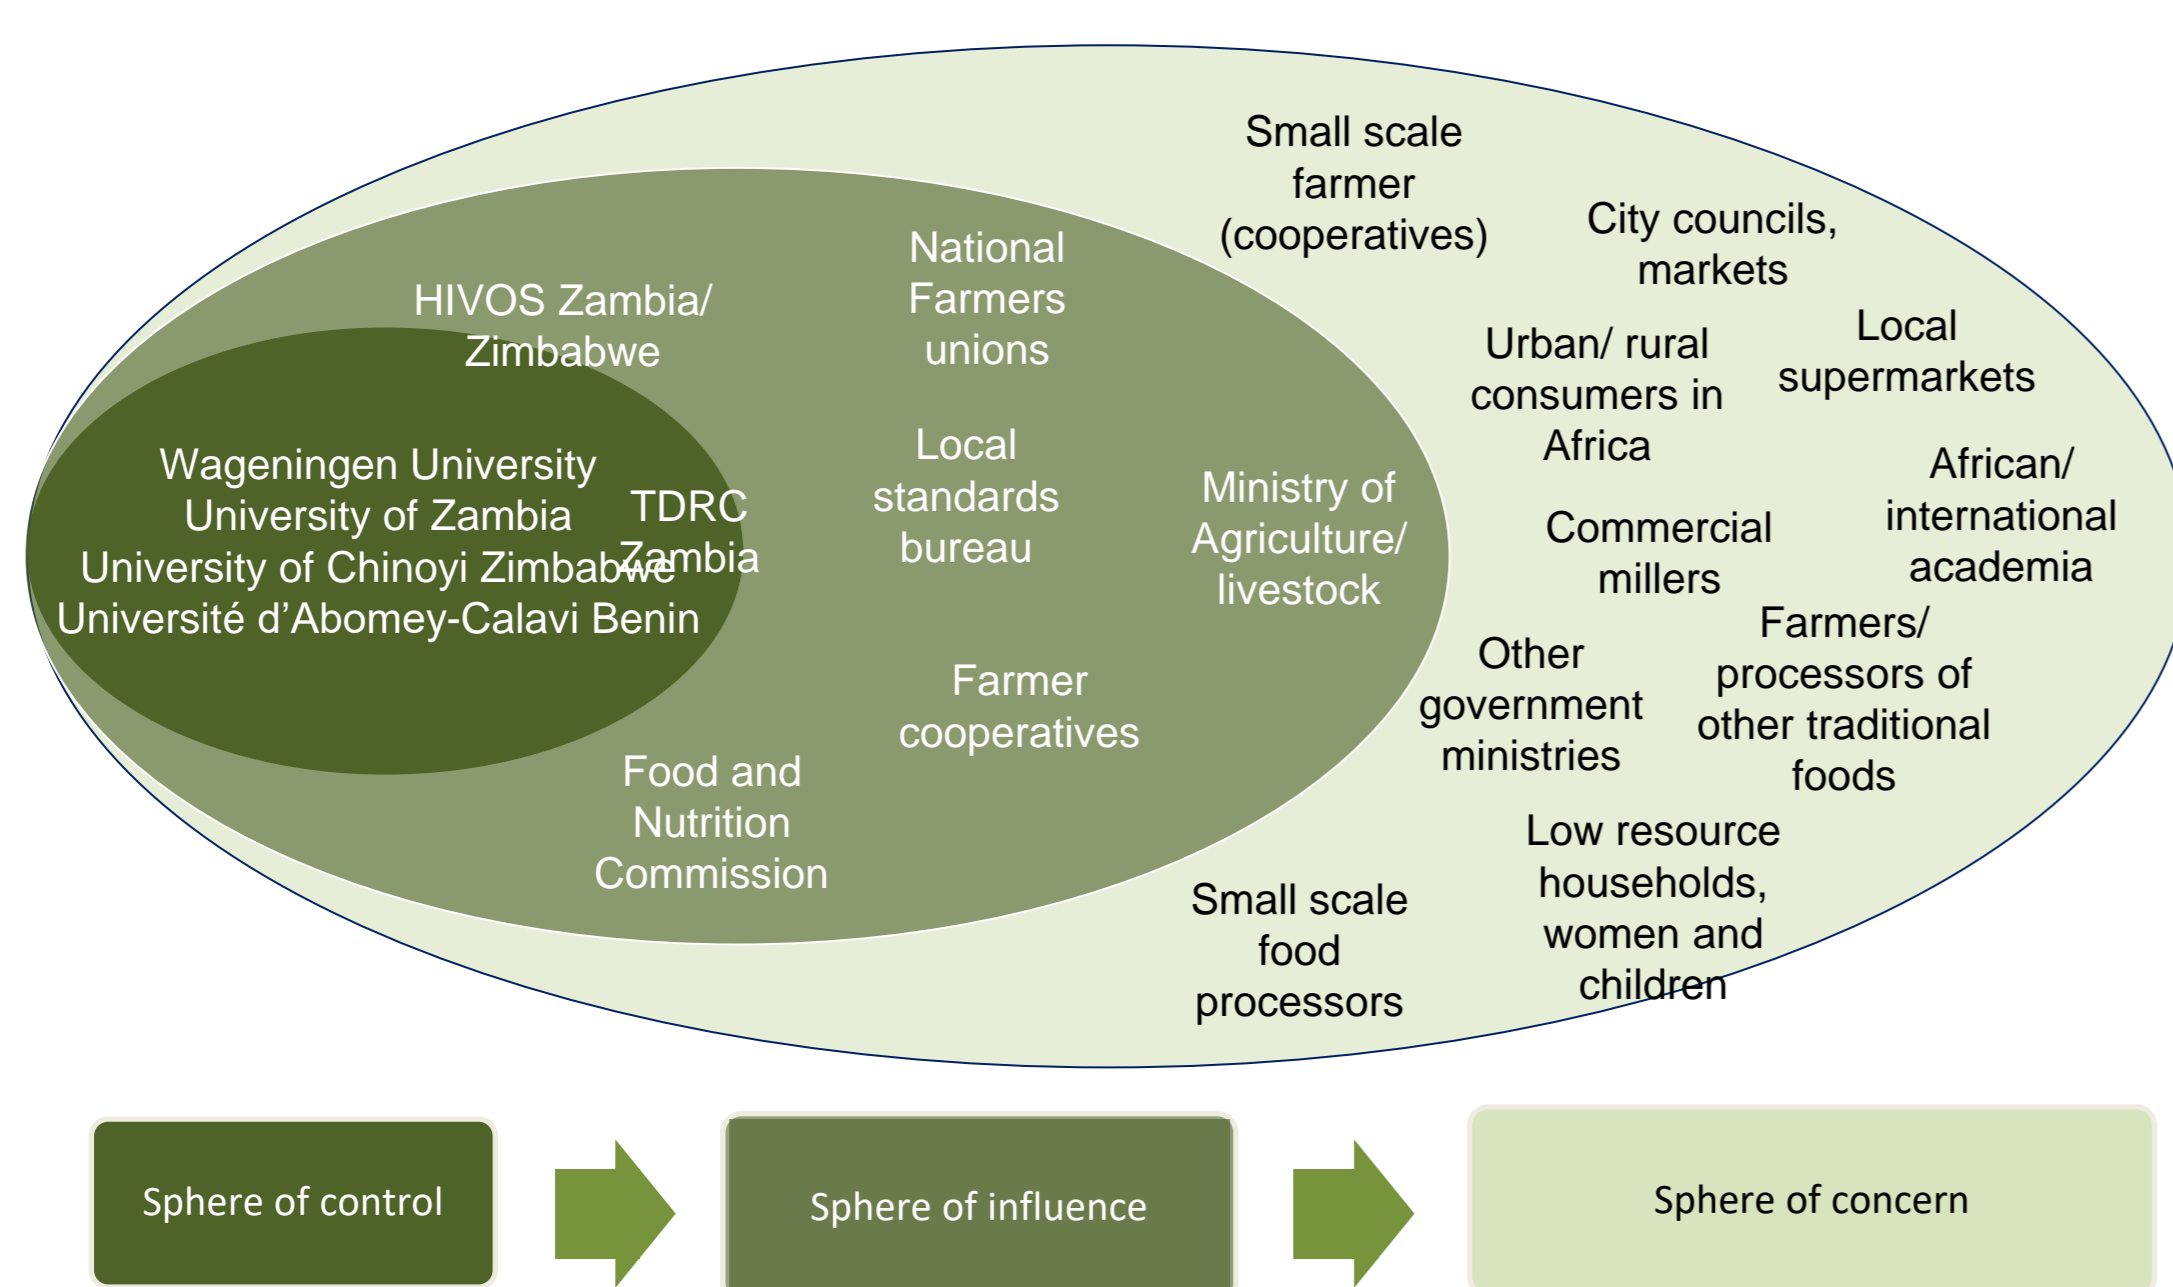 Small scale
farmer
(cooperatives)
City councils,
markets
National
Farmers
unions
HIVOS Zambia/
Zimbabwe
Urban/ rural
consumers in
Africa
Local
supermarkets
Wageningen University
University of Zambia
University of Chinoyi Zimbabwe
Université d’Abomey-Calavi Benin
TDRC
Zambia
Local
standards
bureau
Ministry of
Agriculture/
livestock
Commercial
millers
African/
international
academia
Farmer
cooperatives
Other
government
ministries
Farmers/
processors of
other traditional
foods
Food and
Nutrition
Commission
Small scale
food
processors
Low resource
households,
women and
children
Sphere of control
Sphere of influence
Sphere of concern